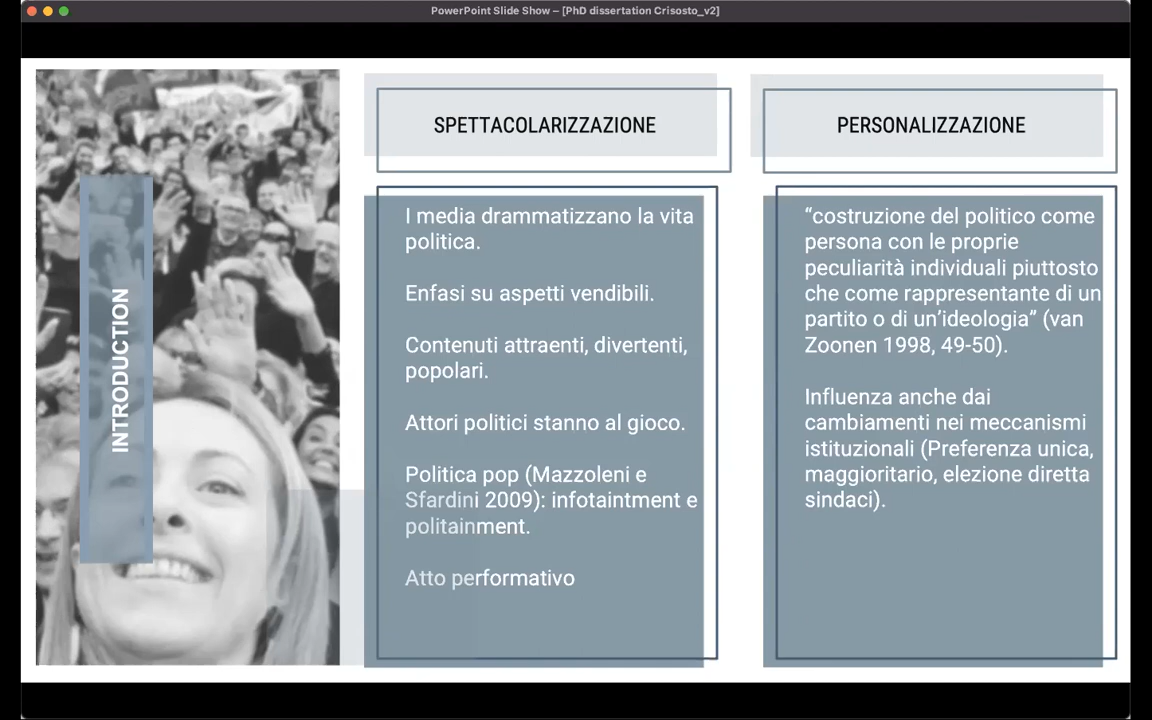 PowerPoint Slide Show – [PhD dissertation Crisosto_v2]
INTRODUCTION
SPETTACOLARIZZAZIONE
I media drammatizzano la vita
politica.
Enfasi su aspetti vendibili.
Contenuti attraenti, divertenti,
popolari.
Attori politici stanno al gioco.
Politica pop (Mazzoleni e
Sfardini 2009): infotaintment e
politainment.
Atto performativo
PERSONALIZZAZIONE
“costruzione del politico come
persona con le proprie
peculiarità individuali piuttosto
che come rappresentante di un
partito o di un’ideologia” (van
Zoonen 1998, 49-50).
Influenza anche dai
cambiamenti nei meccanismi
istituzionali (Preferenza unica,
maggioritario, elezione diretta
sindaci).